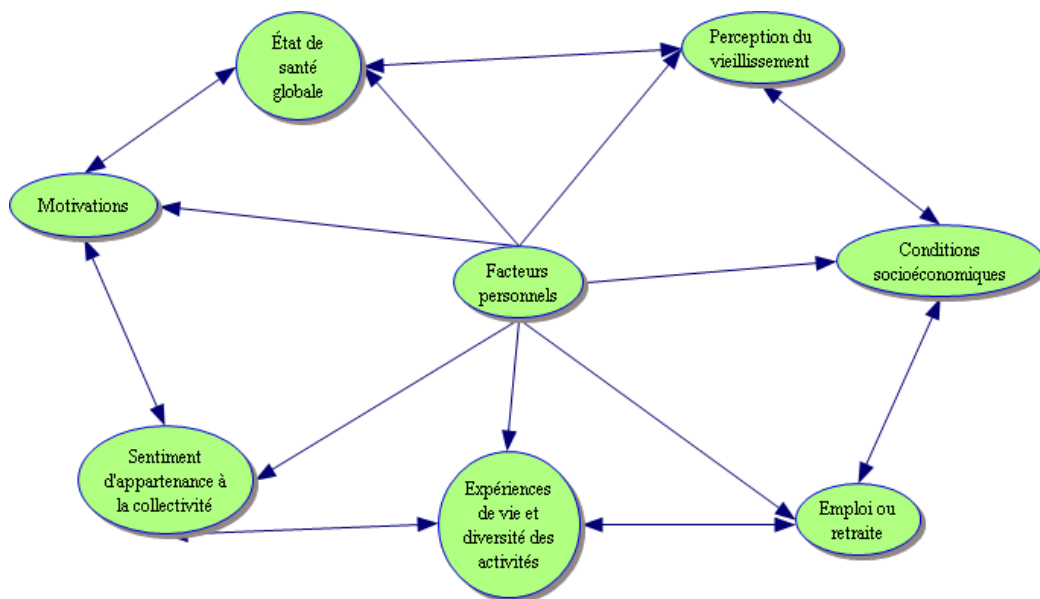 État de
santé
globale
Perception du
vieillissement
Motivations
Facteurs
personnels
Conditions
socioéconomiques
Sentiment
d'appartenance à
la collectivité
Expériences
de vie et
diversité des
activités
Emploi ou
retraite